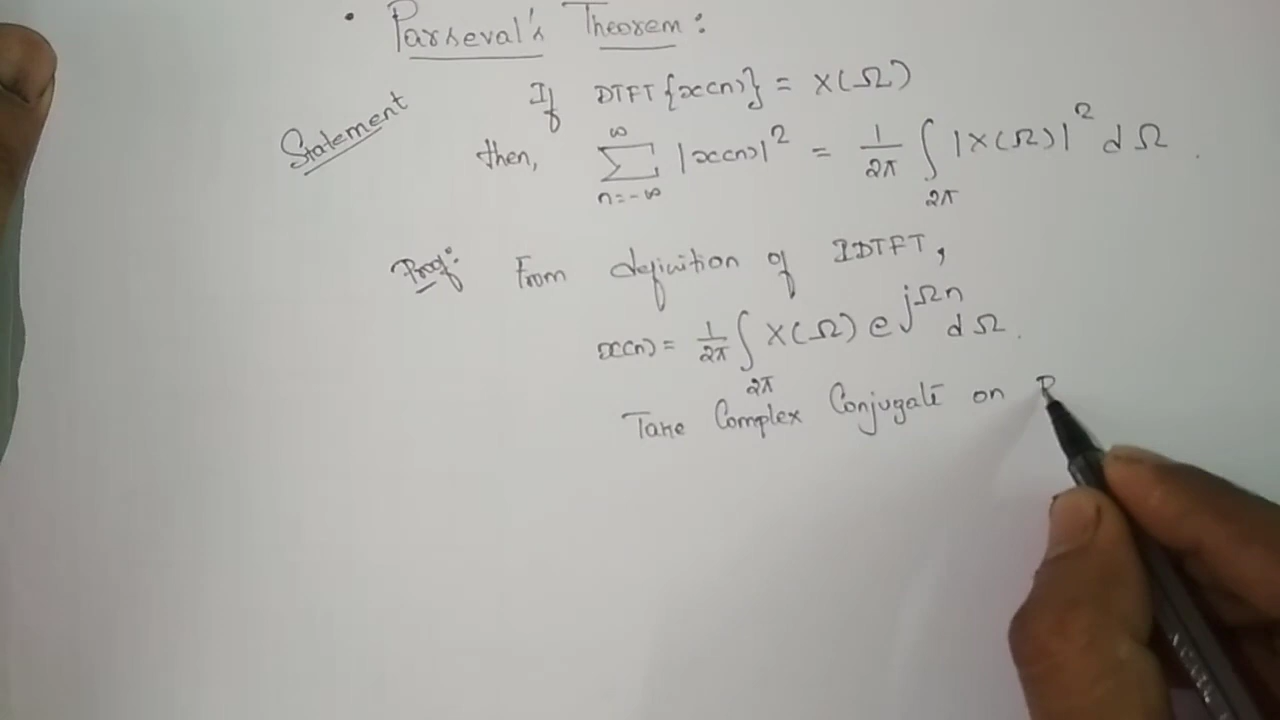 • Parseval's Theorem:
Statement
If DTFT {x(n)} = X(Ω)
then, ∞∑n=-∞ |x(n)|² = 1/2π ∫2π |X(Ω)|² dΩ.
Proof: From definition of IDTFT,
x(n) = 1/2π ∫2π X(Ω) e^jΩn dΩ.
Take Complex Conjugate on